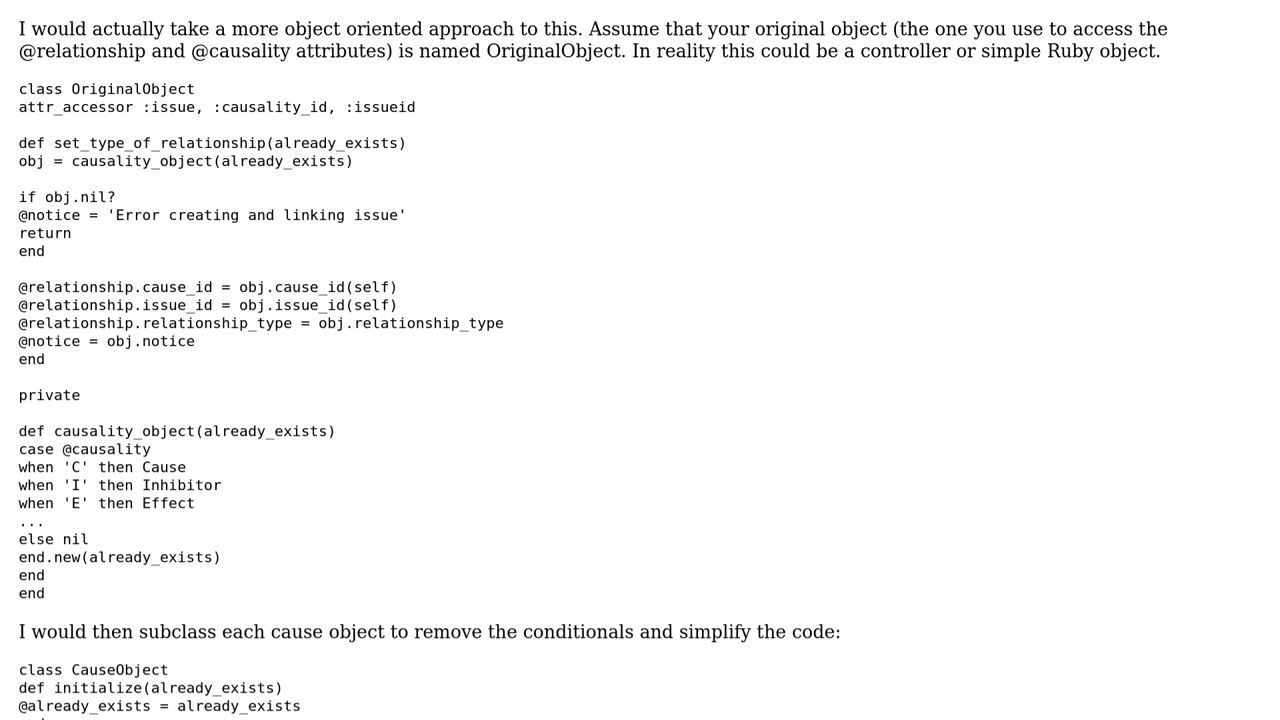 I would actually take a more object oriented approach to this. Assume that your original object (the one you use to access the
@relationship and @causality attributes) is named OriginalObject. In reality this could be a controller or simple Ruby object.
class OriginalObject
attr_accessor :issue, :causality_id, :issueid
def set_type_of_relationship(already_exists)
obj = causality_object(already_exists)
if obj.nil?
@notice = 'Error creating and linking issue'
return
end
@relationship.cause_id = obj.cause_id(self)
@relationship.issue_id = obj.issue_id(self)
@relationship.relationship_type = obj.relationship_type
@notice = obj.notice
end
private
def causality_object(already_exists)
case @causality
when 'C' then Cause
when 'I' then Inhibitor
when 'E' then Effect
...
else nil
end.new(already_exists)
end
end
I would then subclass each cause object to remove the conditionals and simplify the code:
class CauseObject
def initialize(already_exists)
@already_exists = already_exists